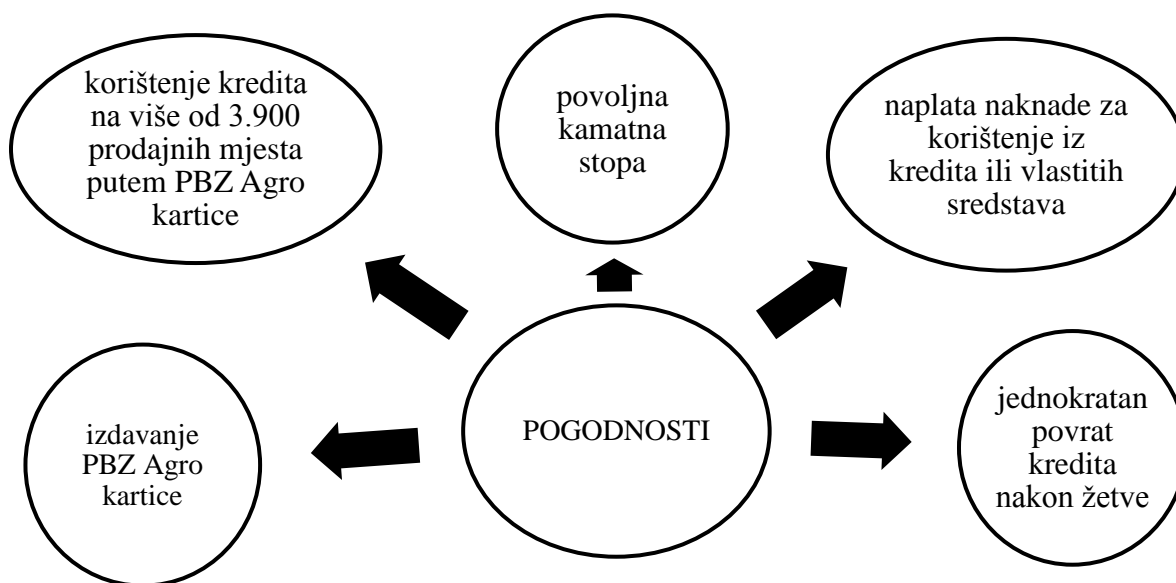 korištenje kredita
na više od 3.900
prodajnih mjesta
putem PBZ Agro
kartice
povoljna
kamatna
stopa
naplata naknade za
korištenje iz
kredita ili vlastitih
sredstava
izdavanje
PBZ Agro
kartice
POGODNOSTI
jednokratan
povrat
kredita
nakon žetve